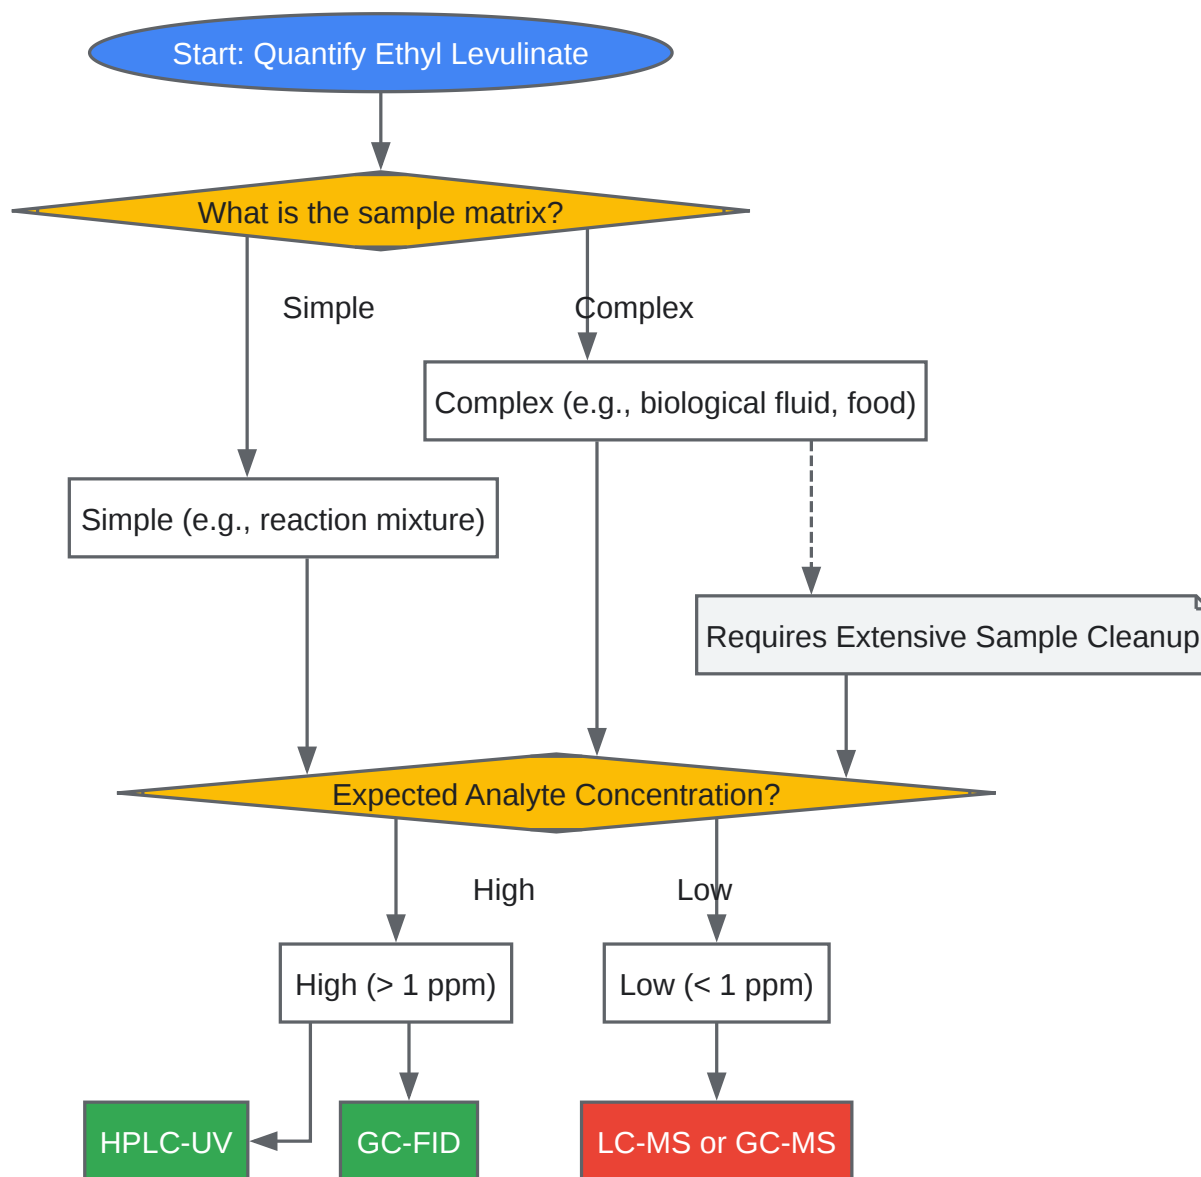 Start: Quantify Ethyl Levulinate
What is the sample matrix?
Simple
Complex
Complex (e.g., biological fluid, food)
Simple (e.g., reaction mixture)
Requires Extensive Sample Cleanup
Expected Analyte Concentration?
High
Low
High (> 1 ppm)
Low (< 1 ppm)
HPLC-UV
GC-FID
LC-MS or GC-MS